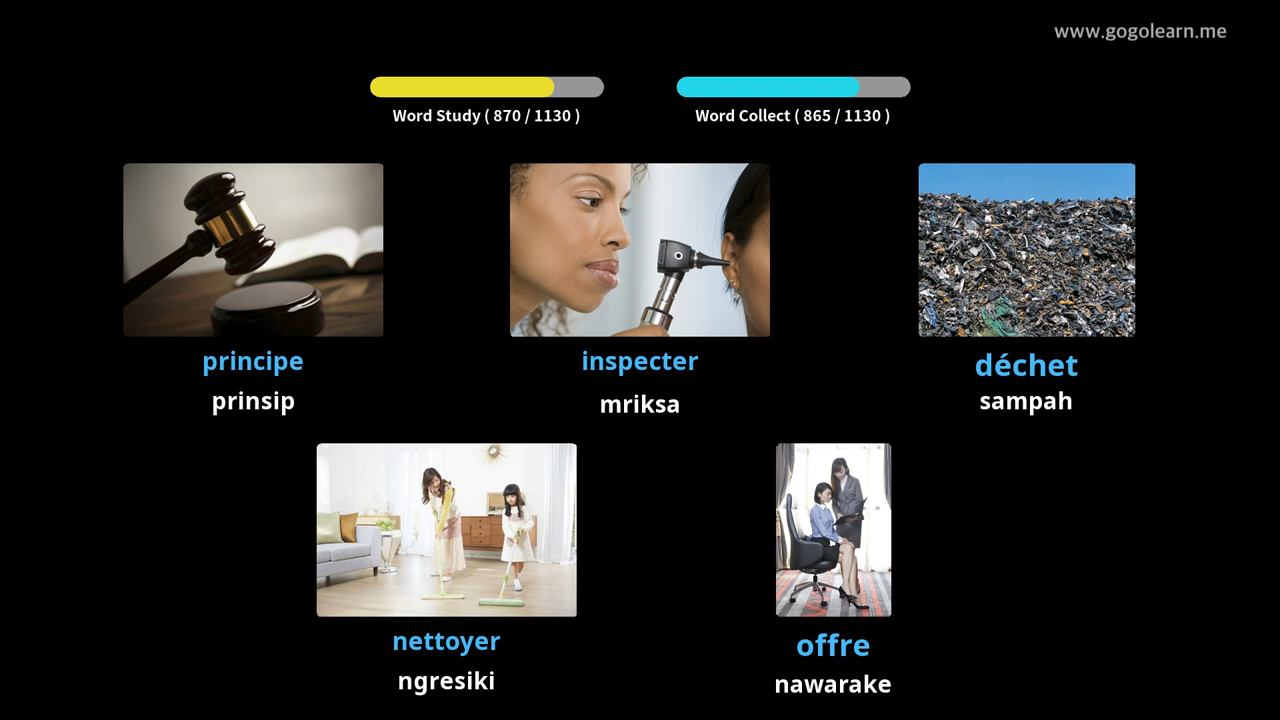 www.gogolearn.me
Word Study ( 870 / 1130 )
Word Collect ( 865 / 1130 )
principe
prinsip
inspecter
mriksa
déchet
sampah
nettoyer
ngresiki
offre
nawarake